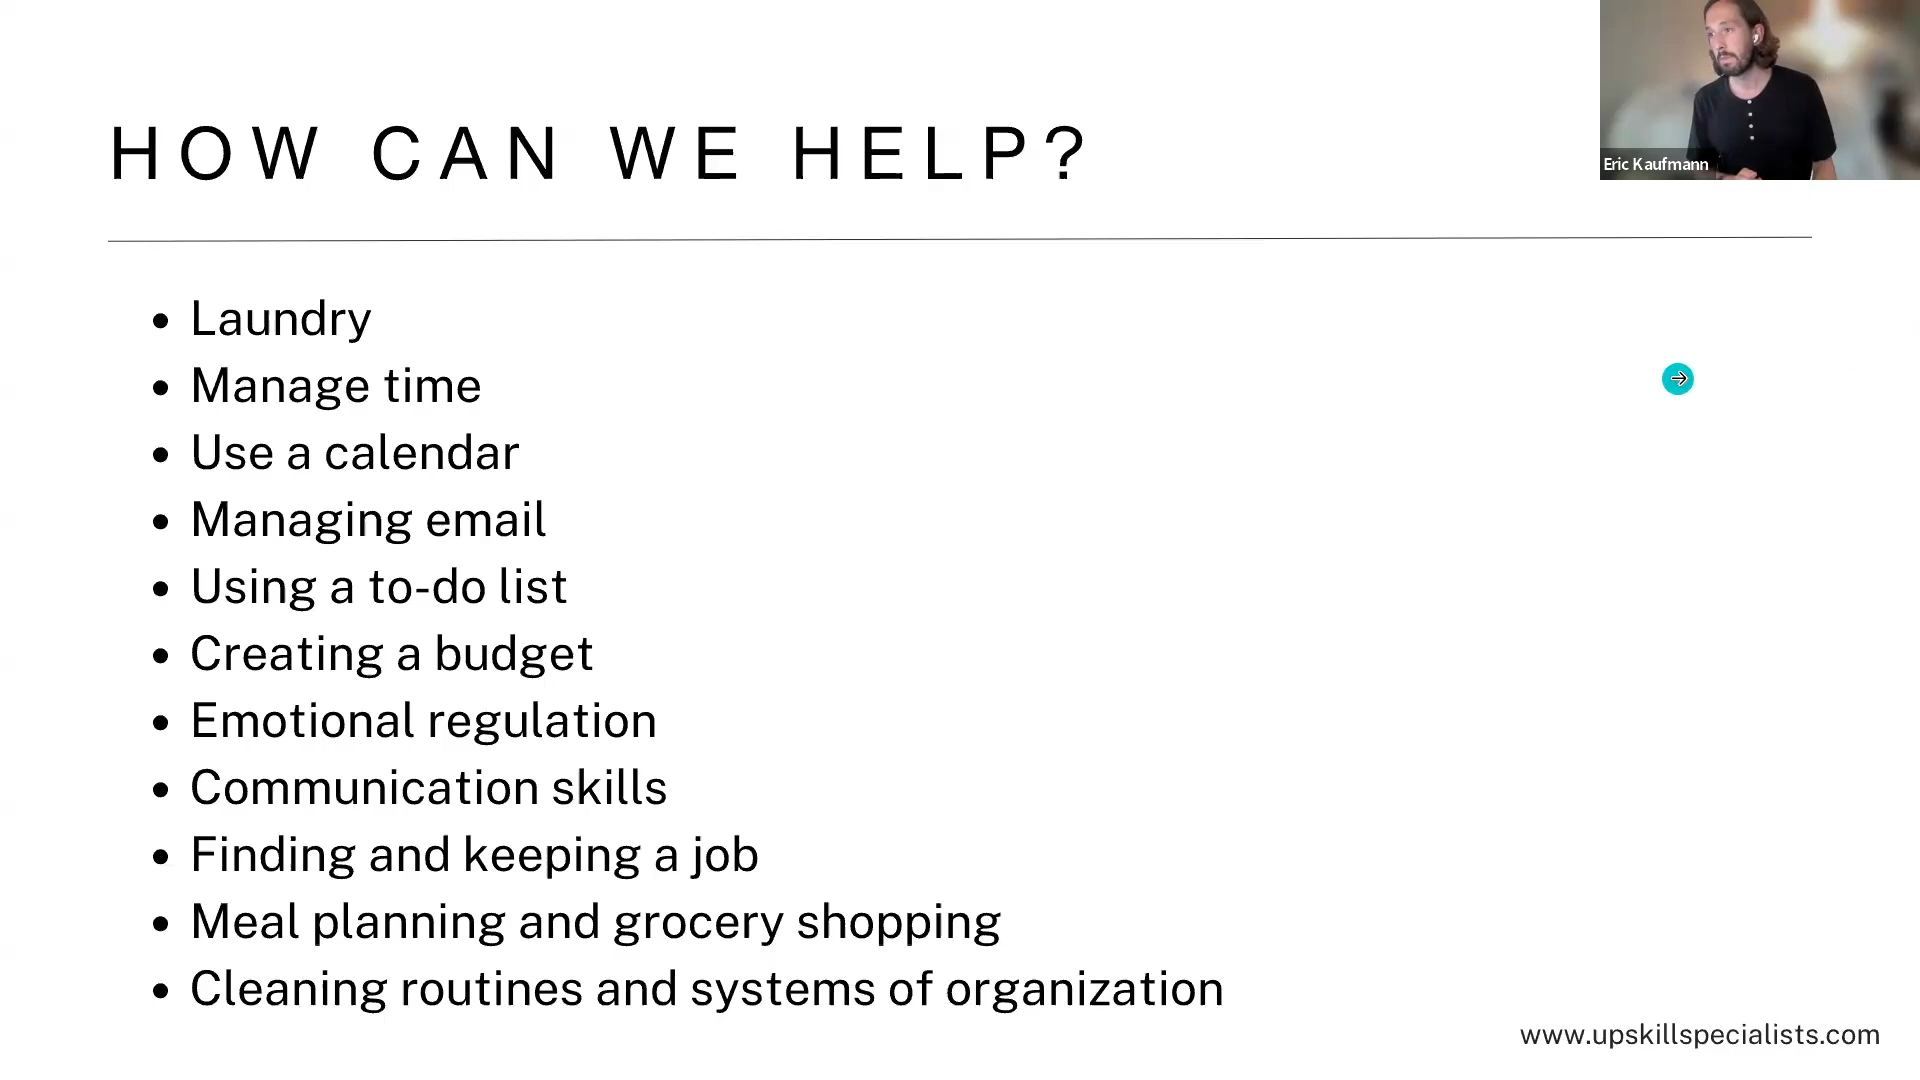 HOW CAN WE HELP?
Eric Kaufmann
• Laundry
• Manage time
• Use a calendar
• Managing email
• Using a to-do list
• Creating a budget
• Emotional regulation
• Communication skills
• Finding and keeping a job
• Meal planning and grocery shopping
• Cleaning routines and systems of organization
www.upskillspecialists.com